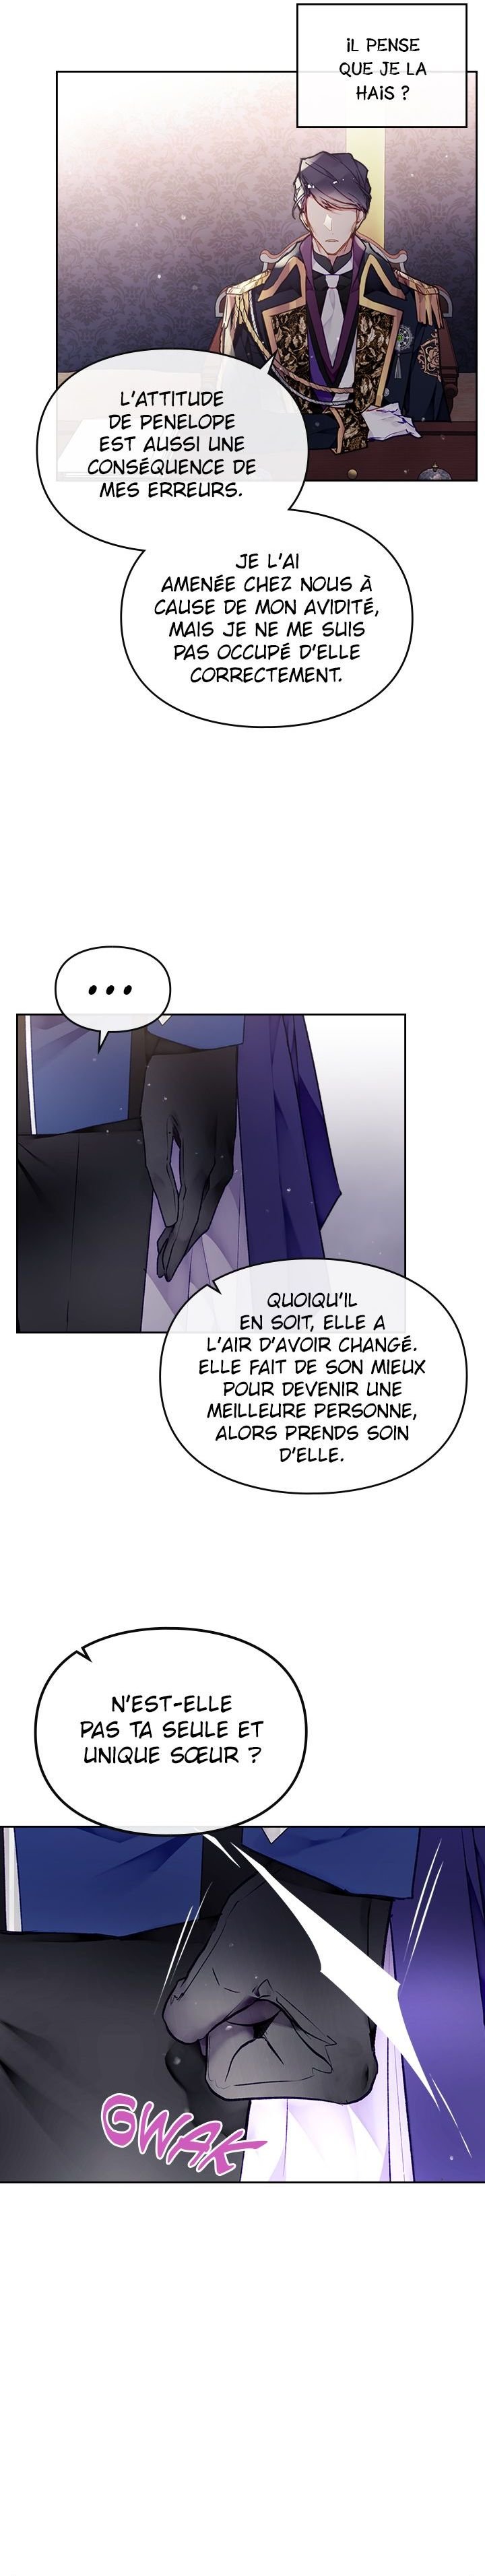 IL PENSE
QUE JE LA
HAIS ?
L'ATTITUDE
DE PENELOPE
EST AUSSI UNE
CONSÉQUENCE DE
MES ERREURS.
JE L'AI
AMENÉE CHEZ NOUS À
CAUSE DE MON AVIDITÉ,
MAIS JE NE ME SUIS
PAS OCCUPÉ D'ELLE
CORRECTEMENT.
...
QUOIQU'IL
EN SOIT, ELLE A
L'AIR D'AVOIR CHANGÉ.
ELLE FAIT DE SON MIEUX
POUR DEVENIR UNE
MEILLEURE PERSONNE,
ALORS PRENDS SOIN
D'ELLE.
N'EST-ELLE
PAS TA SEULE ET
UNIQUE SŒUR ?
GWAK